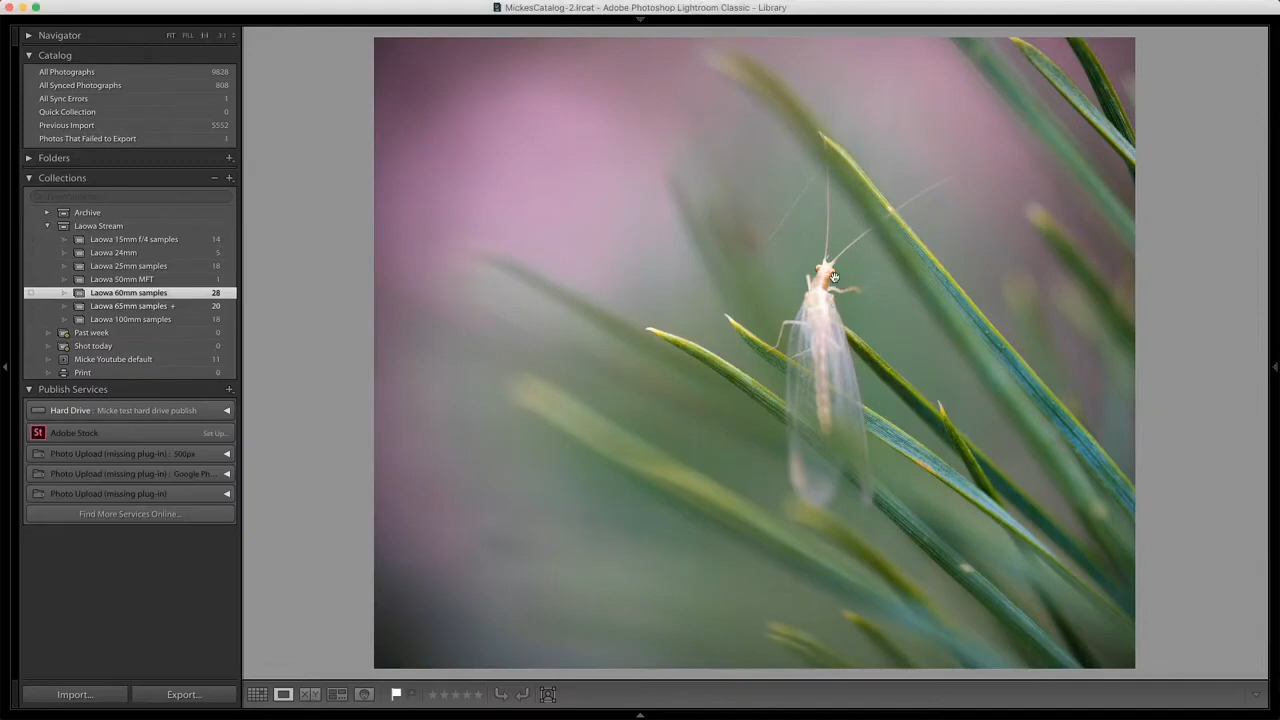 MickesCatalog-2.lrcat - Adobe Photoshop Lightroom Classic - Library
Navigator FIT FILL 1:1 3:1
Catalog
All Photographs 9828
All Synced Photographs 808
All Sync Errors 1
Quick Collection 0
Previous Import 5552
Photos That Failed to Export 1
Folders
Collections
Archive
Laowa Stream
Laowa 15mm f/4 samples 14
Laowa 24mm 5
Laowa 25mm samples 18
Laowa 50mm MFT 1
Laowa 60mm samples 28
Laowa 65mm samples + 20
Laowa 100mm samples 18
Past week 0
Shot today 0
Micke Youtube default 11
Print 0
Publish Services
Hard Drive : Micke test hard drive publish
St Adobe Stock Set Up...
Photo Upload (missing plug-in) : 500px
Photo Upload (missing plug-in) : Google Ph...
Photo Upload (missing plug-in)
Find More Services Online...
Import... Export...
X Y